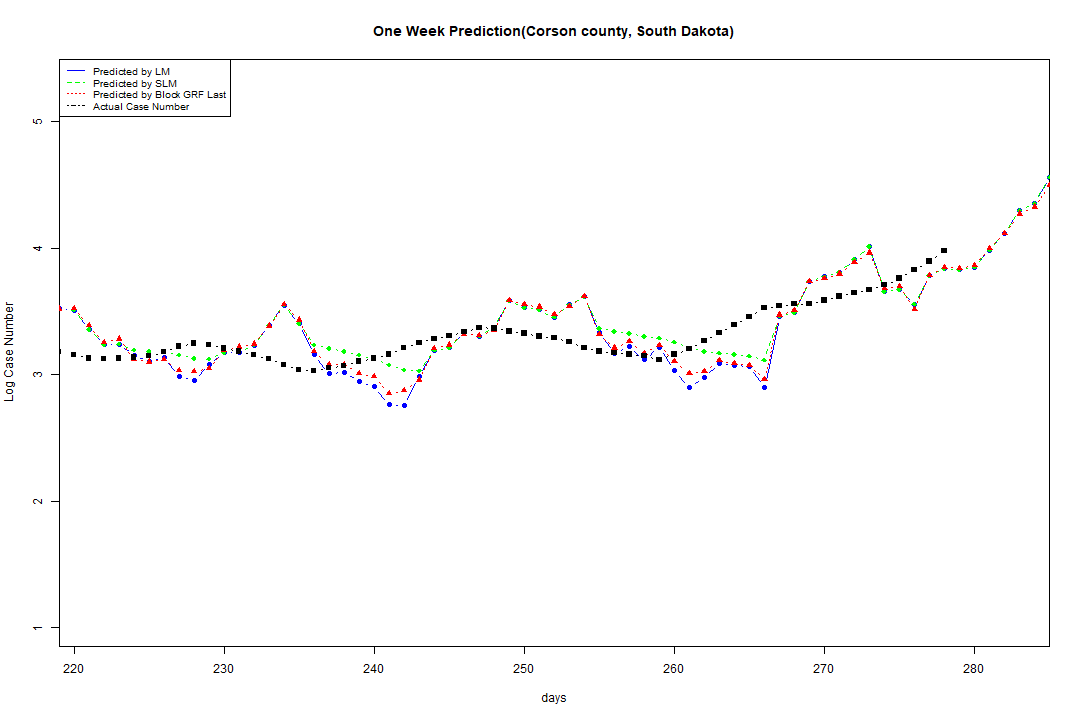 One Week Prediction(Corson county, South Dakota)
Predicted by LM
Predicted by SLM
Predicted by Block GRF Last
Actual Case Number
5
4
3
2
1
Log Case Number
220 230 240 250 260 270 280
days